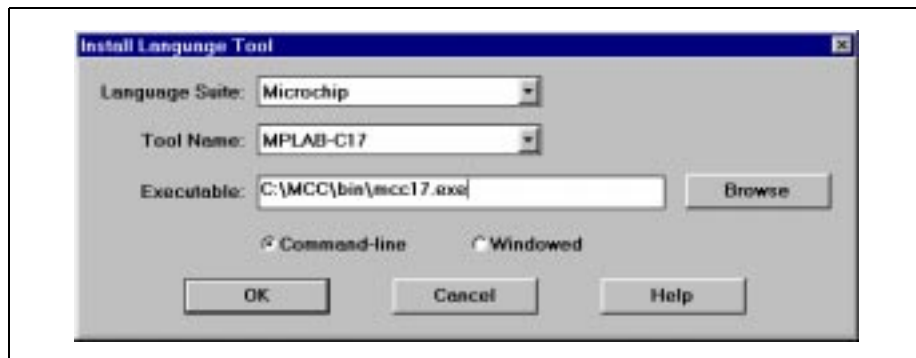 Install Language Tool
Language Suite: Microchip
Tool Name: MPLAB-C17
Executable: C:\MCC\bin\mcc17.exe Browse
Command-line Windowed
OK Cancel Help